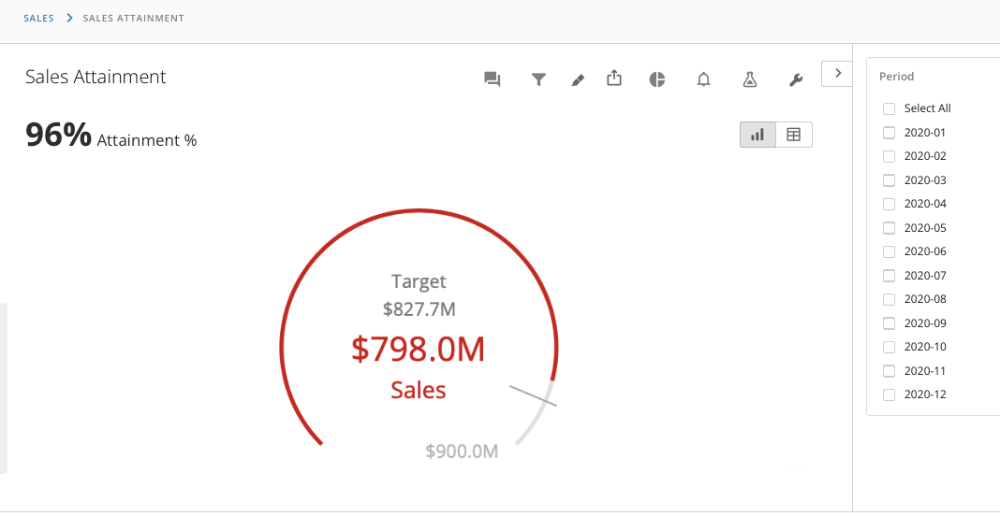 SALES > SALES ATTAINMENT
Sales Attainment
96% Attainment %
Target
$827.7M
$798.0M
Sales
$900.0M
Period
Select All
2020-01
2020-02
2020-03
2020-04
2020-05
2020-06
2020-07
2020-08
2020-09
2020-10
2020-11
2020-12